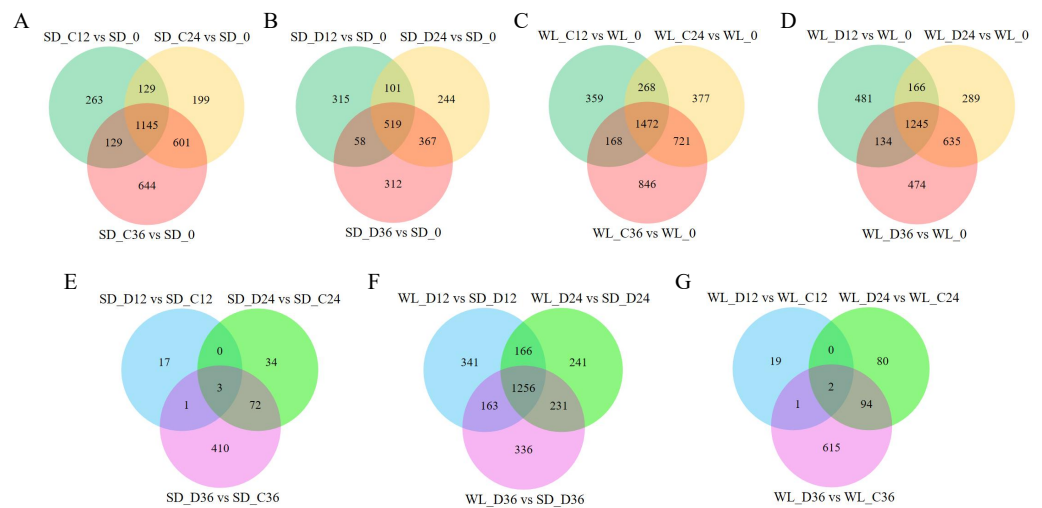 A B C D
SD_C12 vs SD_0 SD_C24 vs SD_0 SD_D12 vs SD_0 SD_D24 vs SD_0 WL_C12 vs WL_0 WL_C24 vs WL_0 WL_D12 vs WL_0 WL_D24 vs WL_0
129 101 268 166
263 199 315 244 359 377 481 289
1145 519 1472 1245
129 601 58 367 168 721 134 635
644 312 846 474
SD_C36 vs SD_0 SD_D36 vs SD_0 WL_C36 vs WL_0 WL_D36 vs WL_0
E F G
SD_D12 vs SD_C12 SD_D24 vs SD_C24 WL_D12 vs SD_D12 WL_D24 vs SD_D24 WL_D12 vs WL_C12 WL_D24 vs WL_C24
0 166 0
17 34 341 241 19 80
3 1256 2
1 72 163 231 1 94
410 336 615
SD_D36 vs SD_C36 WL_D36 vs SD_D36 WL_D36 vs WL_C36